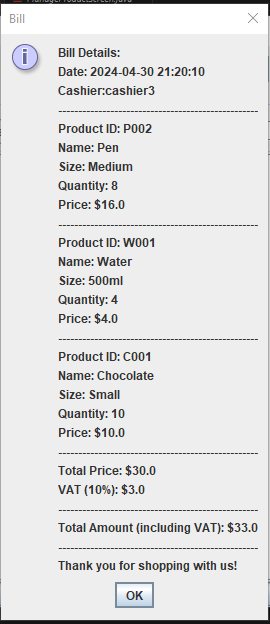 Bill
Bill Details:
Date: 2024-04-30 21:20:10
Cashier:cashier3
------------------------------------------------
Product ID: P002
Name: Pen
Size: Medium
Quantity: 8
Price: $16.0
------------------------------------------------
Product ID: W001
Name: Water
Size: 500ml
Quantity: 4
Price: $4.0
------------------------------------------------
Product ID: C001
Name: Chocolate
Size: Small
Quantity: 10
Price: $10.0
------------------------------------------------
Total Price: $30.0
VAT (10%): $3.0
------------------------------------------------
Total Amount (including VAT): $33.0
------------------------------------------------
Thank you for shopping with us!
OK